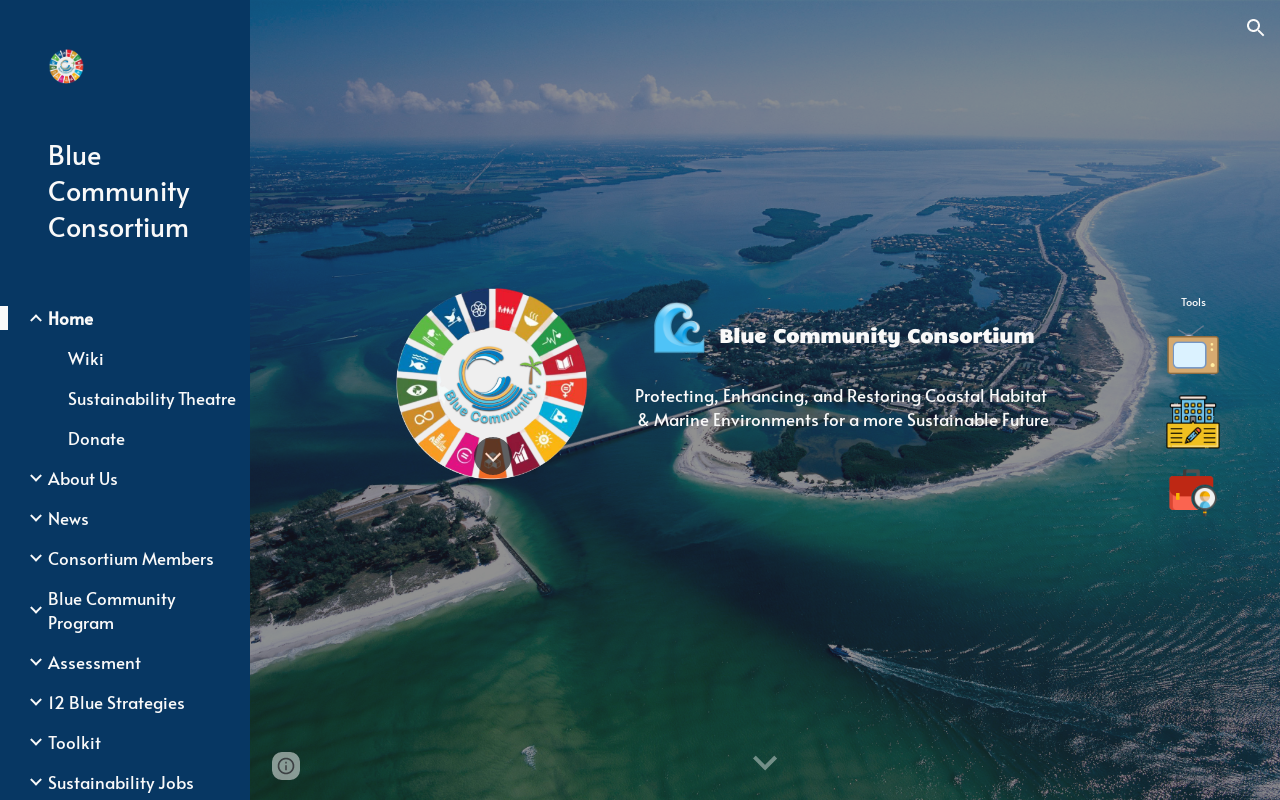 Blue
Community
Consortium
Home
Wiki
Sustainability Theatre
Donate
About Us
News
Consortium Members
Blue Community
Program
Assessment
12 Blue Strategies
Toolkit
Sustainability Jobs
Blue Community
Blue Community Consortium
Protecting, Enhancing, and Restoring Coastal Habitat
& Marine Environments for a more Sustainable Future
Tools